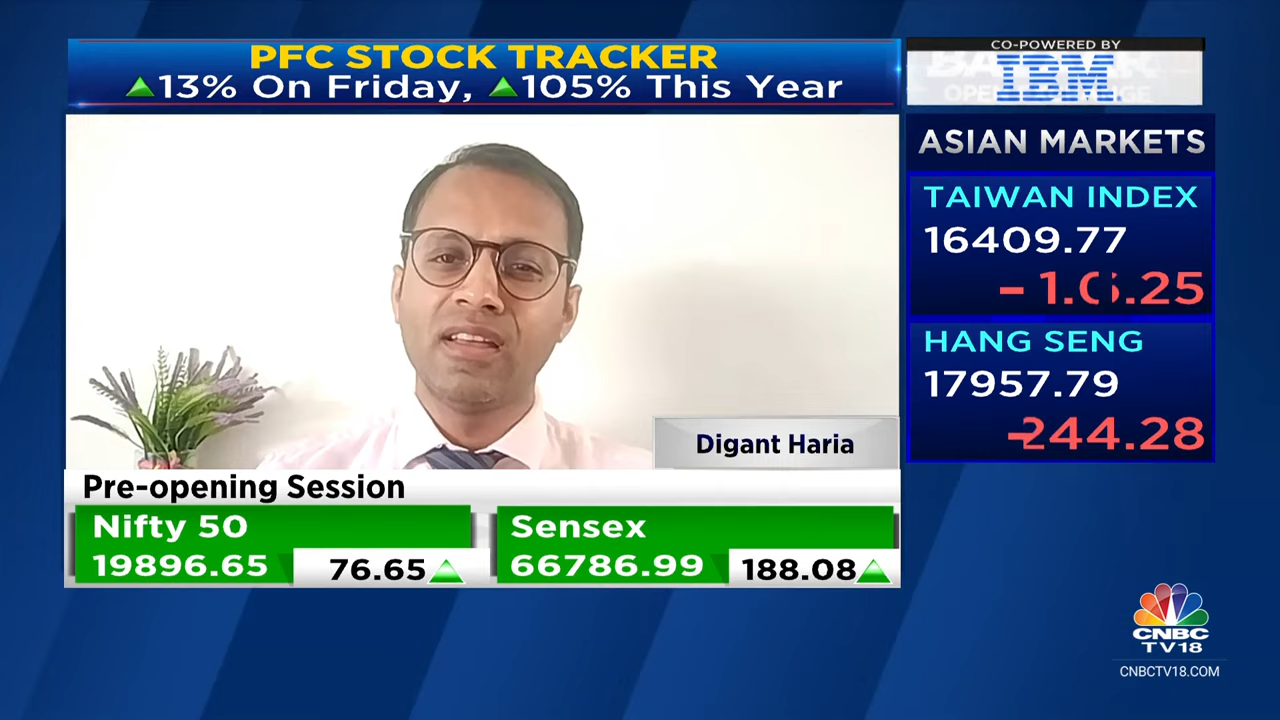 PFC STOCK TRACKER
▲13% On Friday, ▲105% This Year
CO-POWERED BY
IBM
ASIAN MARKETS
TAIWAN INDEX
16409.77
HANG SENG
17957.79
-244.28
Digant Haria
Pre-opening Session
Nifty 50
19896.65
76.65▲
Sensex
66786.99
188.08▲
CNBC
TV18
CNBCTV18.COM